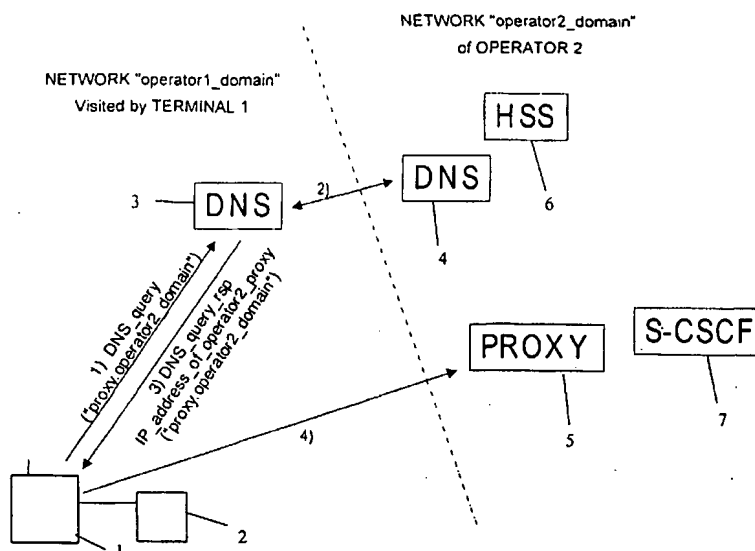 NETWORK "operator2_domain"
of OPERATOR 2
NETWORK "operator1_domain"
Visited by TERMINAL 1
HSS
6
3
DNS
2)
DNS
4
1) DNS_query
("proxy.operator2_domain")
3) DNS_query_rsp
IP_address_of_operator2_proxy
("proxy.operator2_domain")
4)
PROXY
5
S-CSCF
7
1
2